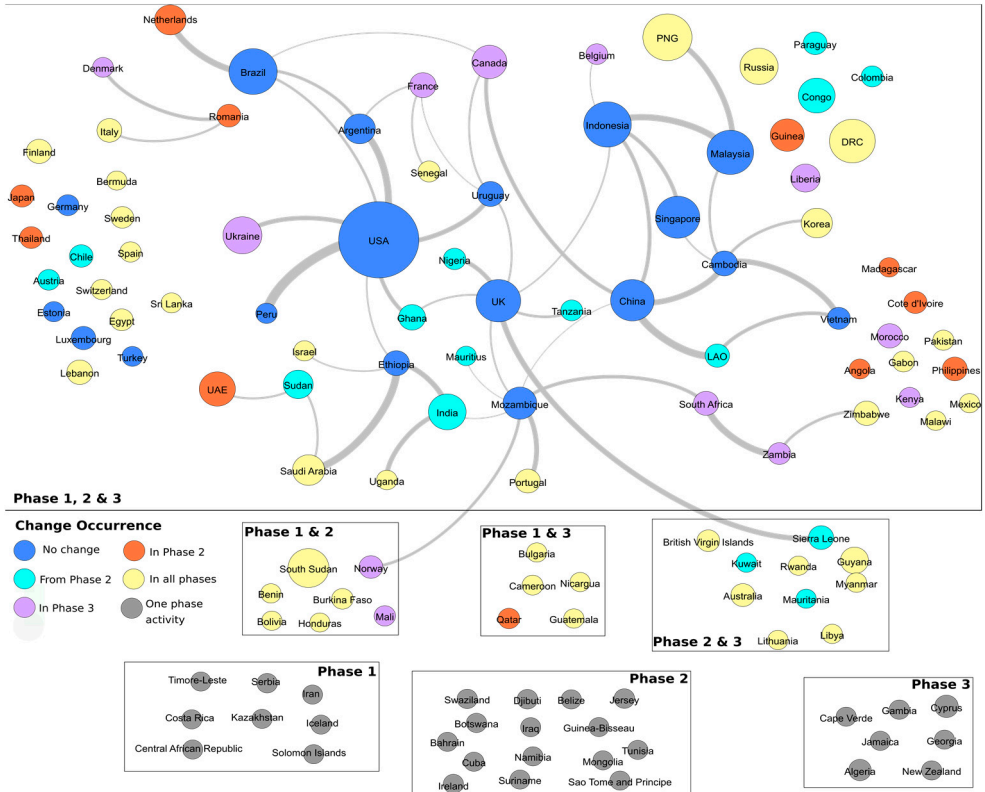 Netherlands
PNG
Paraguay
Belgium
Canada
Russia
Denmark
Brazil
Colombia
France
Congo
Romania
Indonesia
Argentina
Italy
Guinea
DRC
Malaysia
Finland
Senegal
Liberia
Bermuda
Uruguay
Japan
Germany
Sweden
Singapore
Korea
Thailand
Ukraine
USA
Chile
Spain
Nigeria
Cambodia
Madagascar
Austria
Switzerland
Sri Lanka
UK
China
Cote d'Ivoire
Estonia
Egypt
Peru
Ghana
Tanzania
Vietnam
Luxembourg
Morocco
Pakistan
Turkey
Israel
Mauritius
LAO
Gabon
Lebanon
Ethiopia
Angola
Philippines
UAE
Sudan
India
Mozambique
South Africa
Kenya
Mexico
Zimbabwe
Malawi
Zambia
Saudi Arabia
Uganda
Portugal
Phase 1, 2 & 3
Change Occurrence
No change
In Phase 2
From Phase 2
In all phases
In Phase 3
One phase
activity
Phase 1 & 2
South Sudan
Norway
Benin
Burkina Faso
Bolivia
Honduras
Mali
Phase 1 & 3
Bulgaria
Cameroon
Nicargua
Qatar
Guatemala
British Virgin Islands
Sierra Leone
Kuwait
Rwanda
Guyana
Myanmar
Australia
Mauritania
Lithuania
Libya
Phase 2 & 3
Phase 1
Timore-Leste
Serbia
Iran
Costa Rica
Kazakhstan
Iceland
Central African Republic
Solomon Islands
Phase 2
Swaziland
Djibuti
Belize
Jersey
Botswana
Iraq
Guinea-Bisseau
Bahrain
Tunisia
Cuba
Namibia
Mongolia
Ireland
Suriname
Sao Tome and Principe
Phase 3
Cape Verde
Gambia
Cyprus
Jamaica
Georgia
Algeria
New Zealand